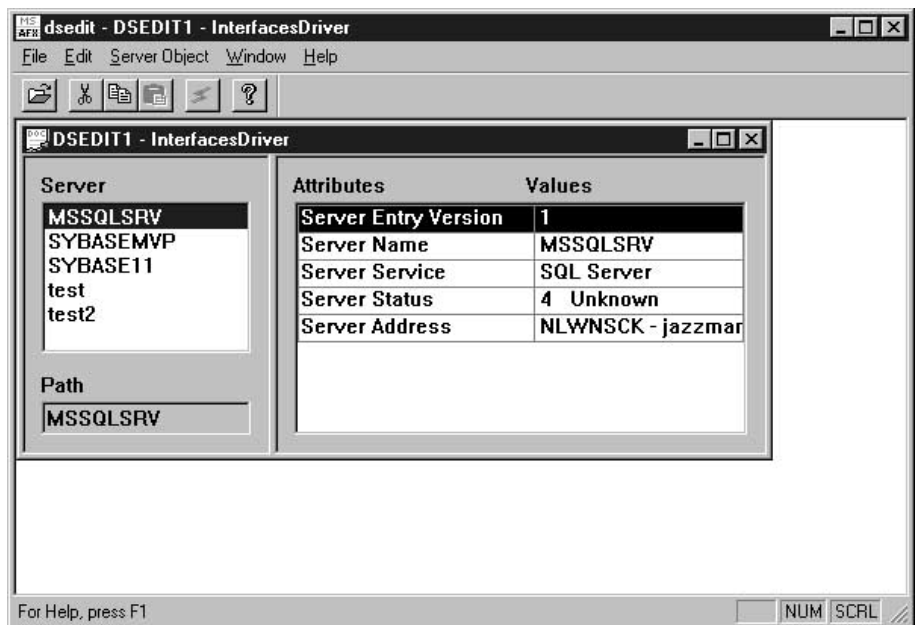 MS AFX dsedit - DSEDIT1 - InterfacesDriver
File Edit Server Object Window Help
DSEDIT1 - InterfacesDriver
Server
MSSQLSRV
SYBASEMVP
SYBASE11
test
test2
Path
MSSQLSRV
Attributes Values
Server Entry Version 1
Server Name MSSQLSRV
Server Service SQL Server
Server Status 4 Unknown
Server Address NLWNSCK - jazzmar
For Help, press F1
NUM SCRL